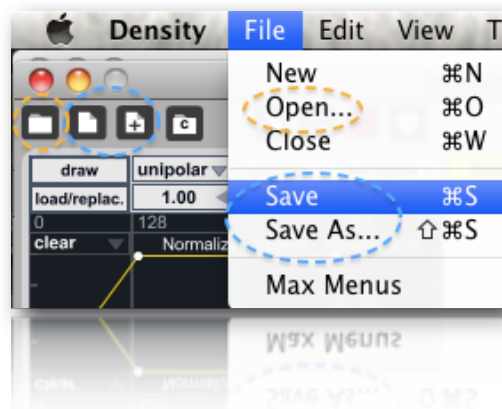 Density File Edit View T
New ⌘N
Open... ⌘O
Close ⌘W
Save ⌘S
Save As... ⇧⌘S
Max Menus
c
draw unipolar
load/replac. 1.00
0 128
clear Normaliz